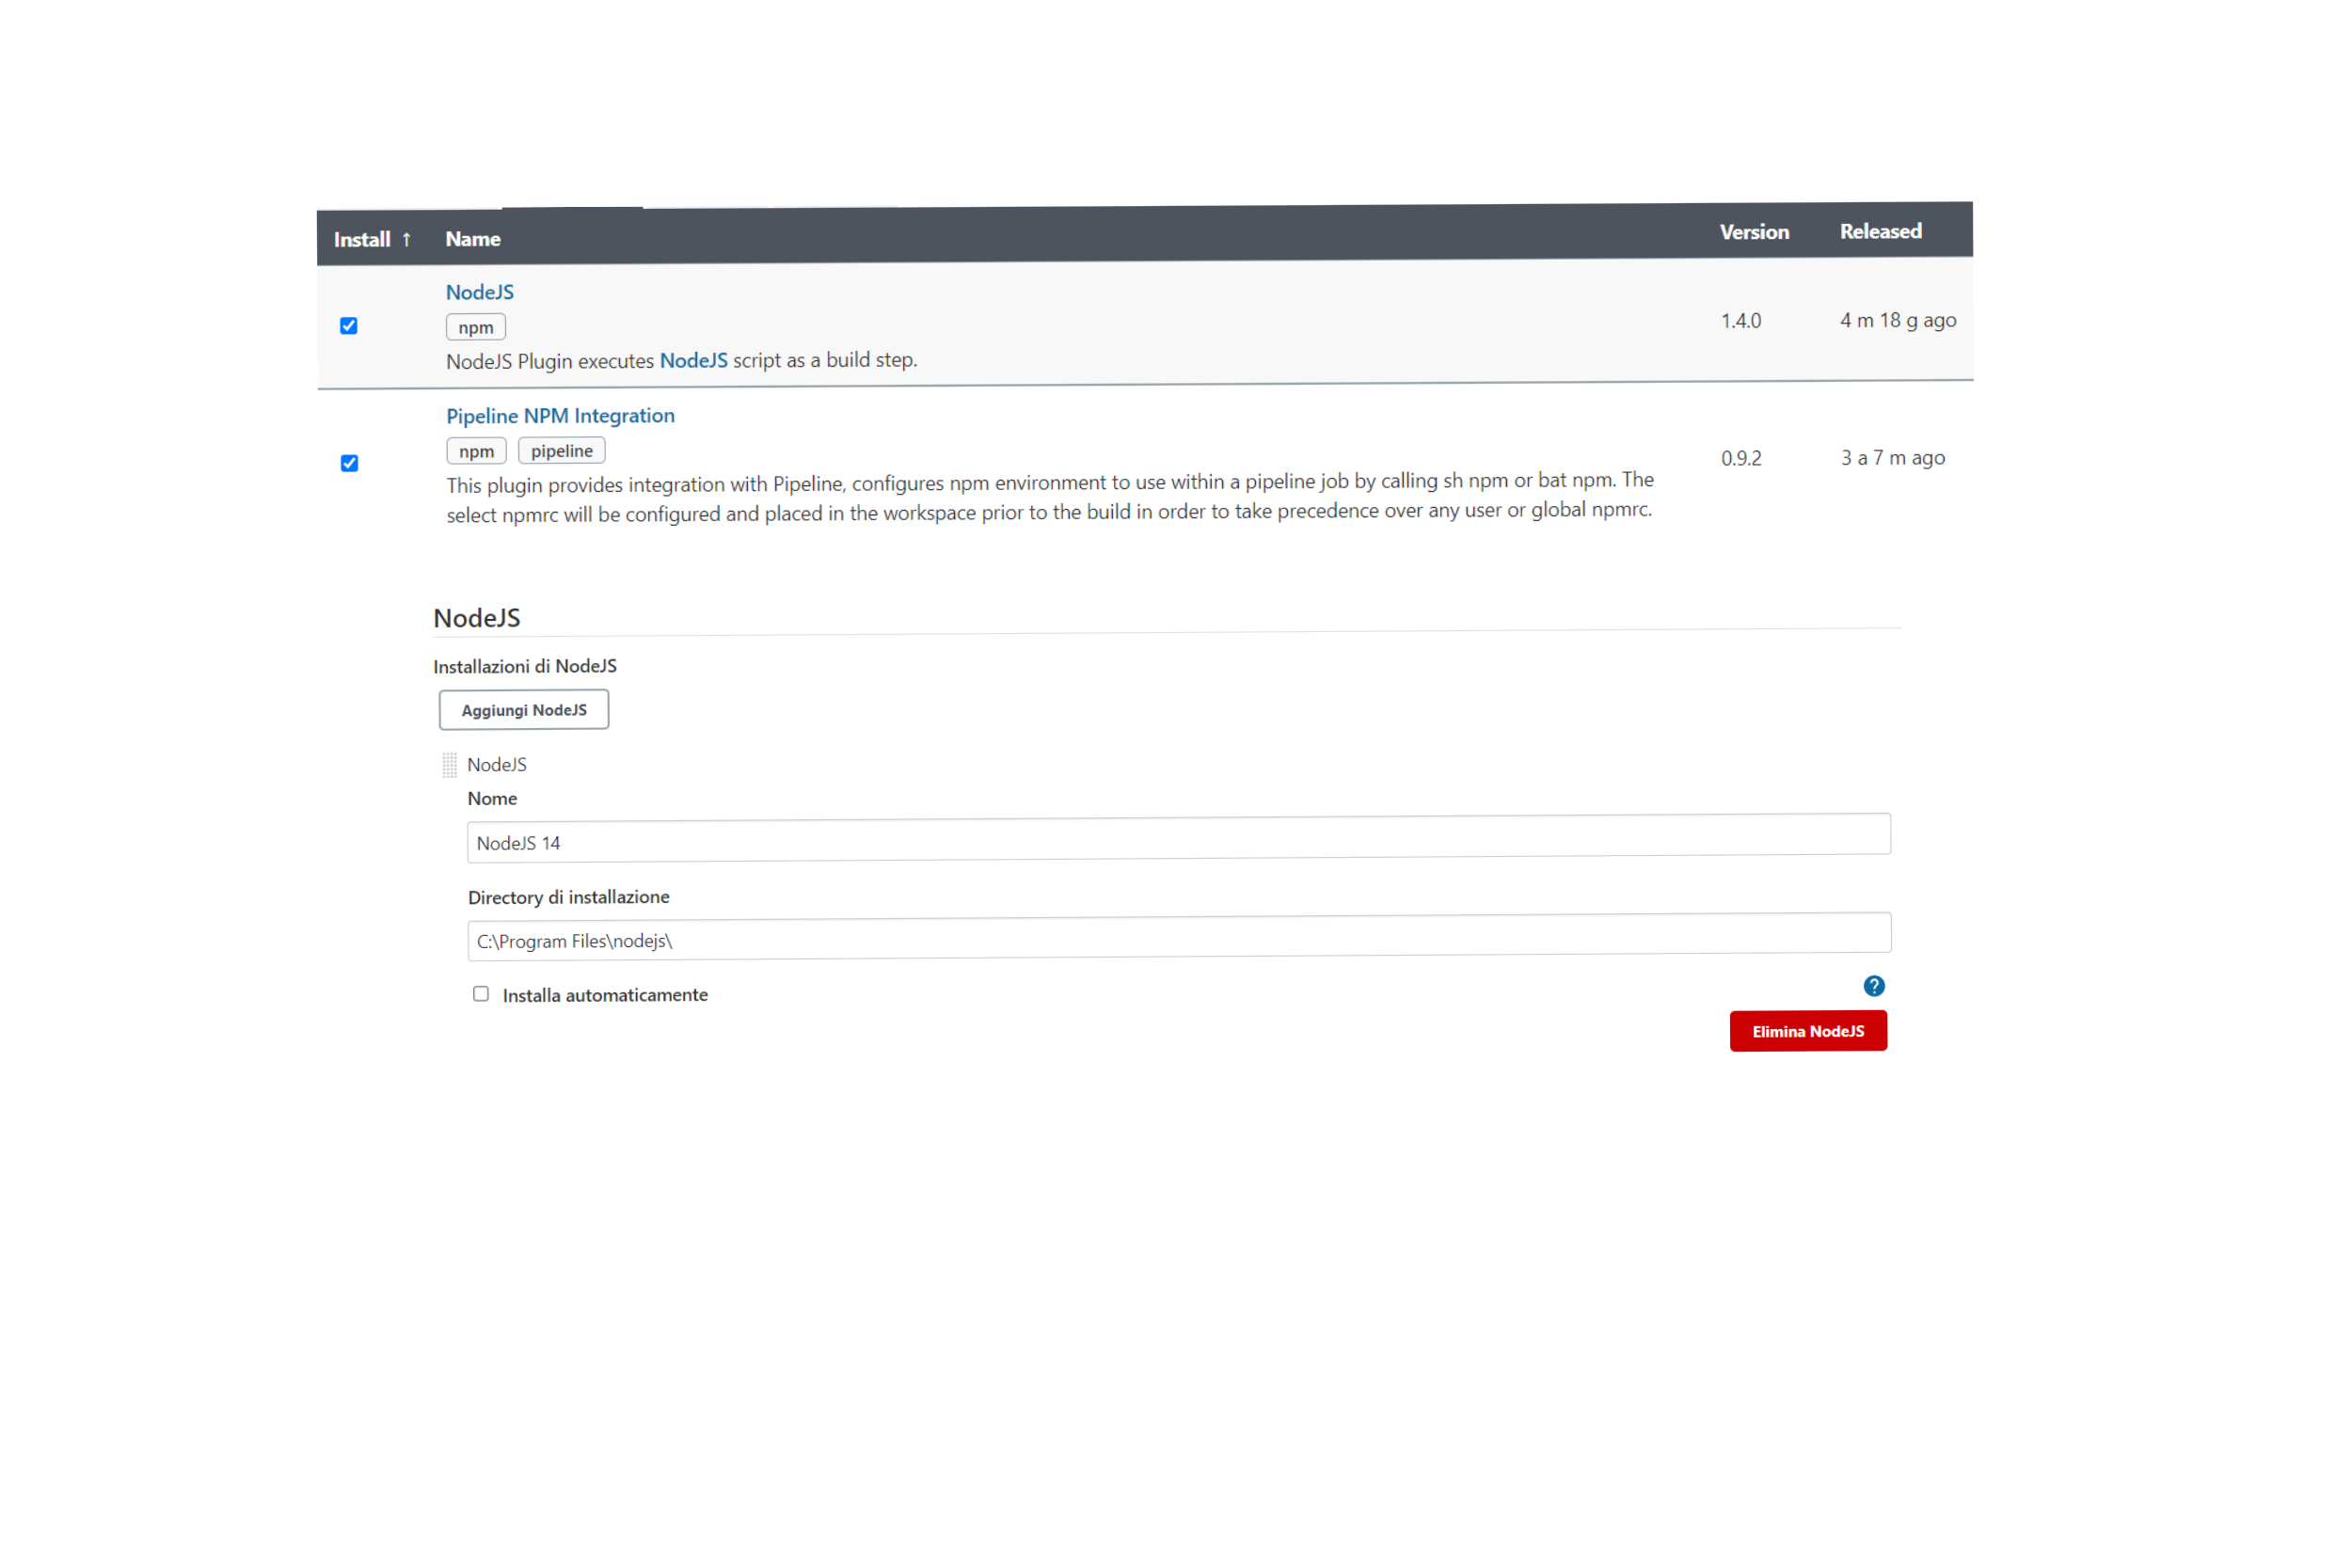 Install ↑ Name Version Released
NodeJS
npm
NodeJS Plugin executes NodeJS script as a build step.
1.4.0 4 m 18 g ago
Pipeline NPM Integration
npm pipeline
This plugin provides integration with Pipeline, configures npm environment to use within a pipeline job by calling sh npm or bat npm. The
select npmrc will be configured and placed in the workspace prior to the build in order to take precedence over any user or global npmrc.
0.9.2 3 a 7 m ago
NodeJS
Installazioni di NodeJS
Aggiungi NodeJS
NodeJS
Nome
NodeJS 14
Directory di installazione
C:\Program Files\nodejs\
Installa automaticamente
?
Elimina NodeJS